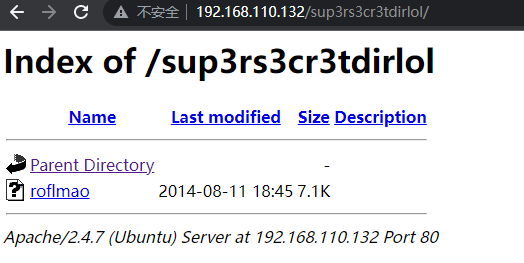 不安全 | 192.168.110.132/sup3rs3cr3tdirlol/
Index of /sup3rs3cr3tdirlol
Name Last modified Size Description
Parent Directory -
roflmao 2014-08-11 18:45 7.1K
Apache/2.4.7 (Ubuntu) Server at 192.168.110.132 Port 80